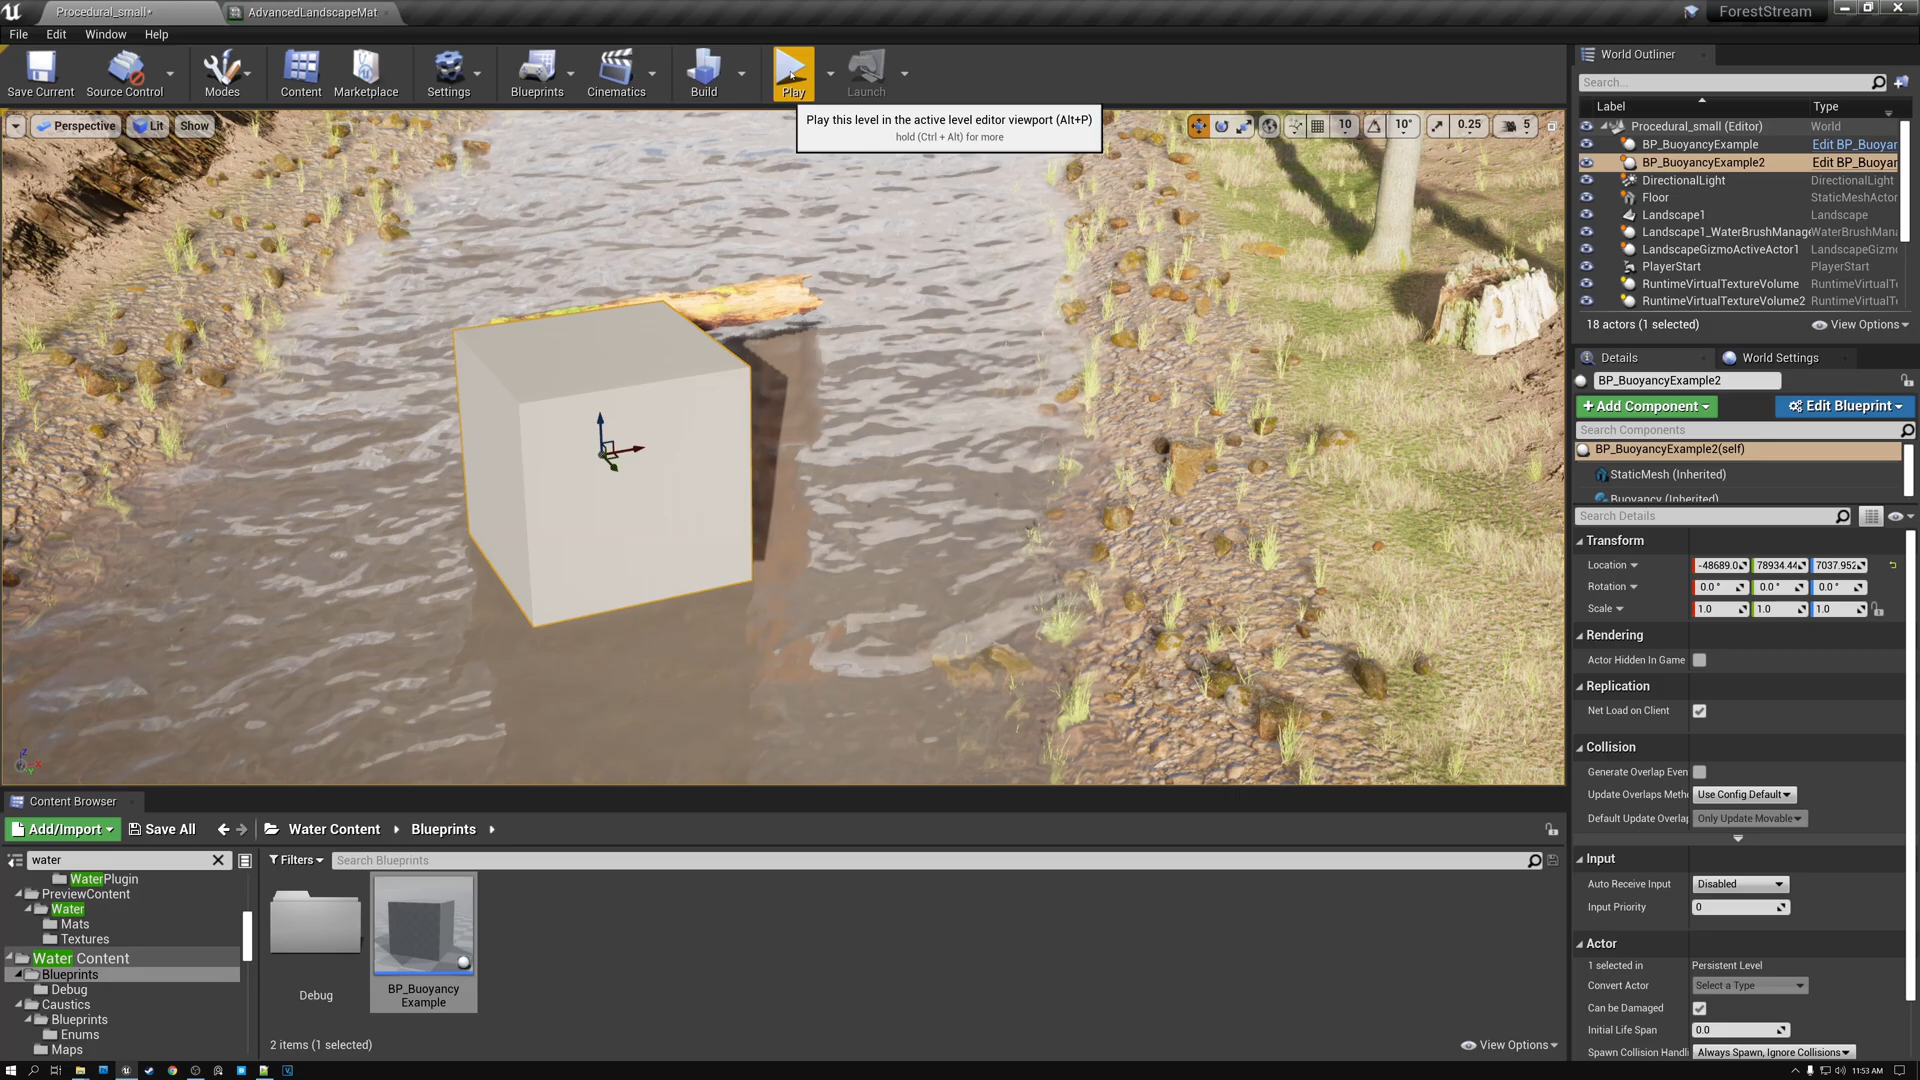 Procedural_small•
AdvancedLandscapeMat
ForestStream
File
Edit
Window
Help
Save Current
Source Control
Modes
Content
Marketplace
Settings
Blueprints
Cinematics
Build
Play
Launch
Play this level in the active level editor viewport (Alt+P)
hold (Ctrl + Alt) for more
Perspective
Lit
Show
10
10°
0.25
5
World Outliner
Search...
Label
Type
Procedural_small (Editor)
World
BP_BuoyancyExample
Edit BP_Buoyar
BP_BuoyancyExample2
Edit BP_Buoyar
DirectionalLight
DirectionalLight
Floor
StaticMeshActor
Landscape1
Landscape
Landscape1_WaterBrushManage
WaterBrushMana
LandscapeGizmoActiveActor1
LandscapeGizmo
PlayerStart
PlayerStart
RuntimeVirtualTextureVolume
RuntimeVirtualTe
RuntimeVirtualTextureVolume2
RuntimeVirtualTe
18 actors (1 selected)
View Options
Details
World Settings
BP_BuoyancyExample2
+ Add Component
Edit Blueprint
Search Components
BP_BuoyancyExample2(self)
StaticMesh (Inherited)
Buoyancy (Inherited)
Search Details
Transform
Location
-48689.0
78934.44
7037.952
Rotation
0.0 °
0.0 °
0.0 °
Scale
1.0
1.0
1.0
Rendering
Actor Hidden In Game
Replication
Net Load on Client
Collision
Generate Overlap Even
Update Overlaps Meth
Use Config Default
Default Update Overlap
Only Update Movable
Input
Auto Receive Input
Disabled
Input Priority
0
Actor
1 selected in
Persistent Level
Convert Actor
Select a Type
Can be Damaged
Initial Life Span
0.0
Spawn Collision Handli
Always Spawn, Ignore Collisions
Content Browser
Add/Import
Save All
Water Content
Blueprints
water
Filters
Search Blueprints
WaterPlugin
PreviewContent
Water
Mats
Textures
Water Content
Blueprints
Debug
Caustics
Blueprints
Enums
Maps
Debug
BP_Buoyancy
Example
2 items (1 selected)
View Options
11:53 AM